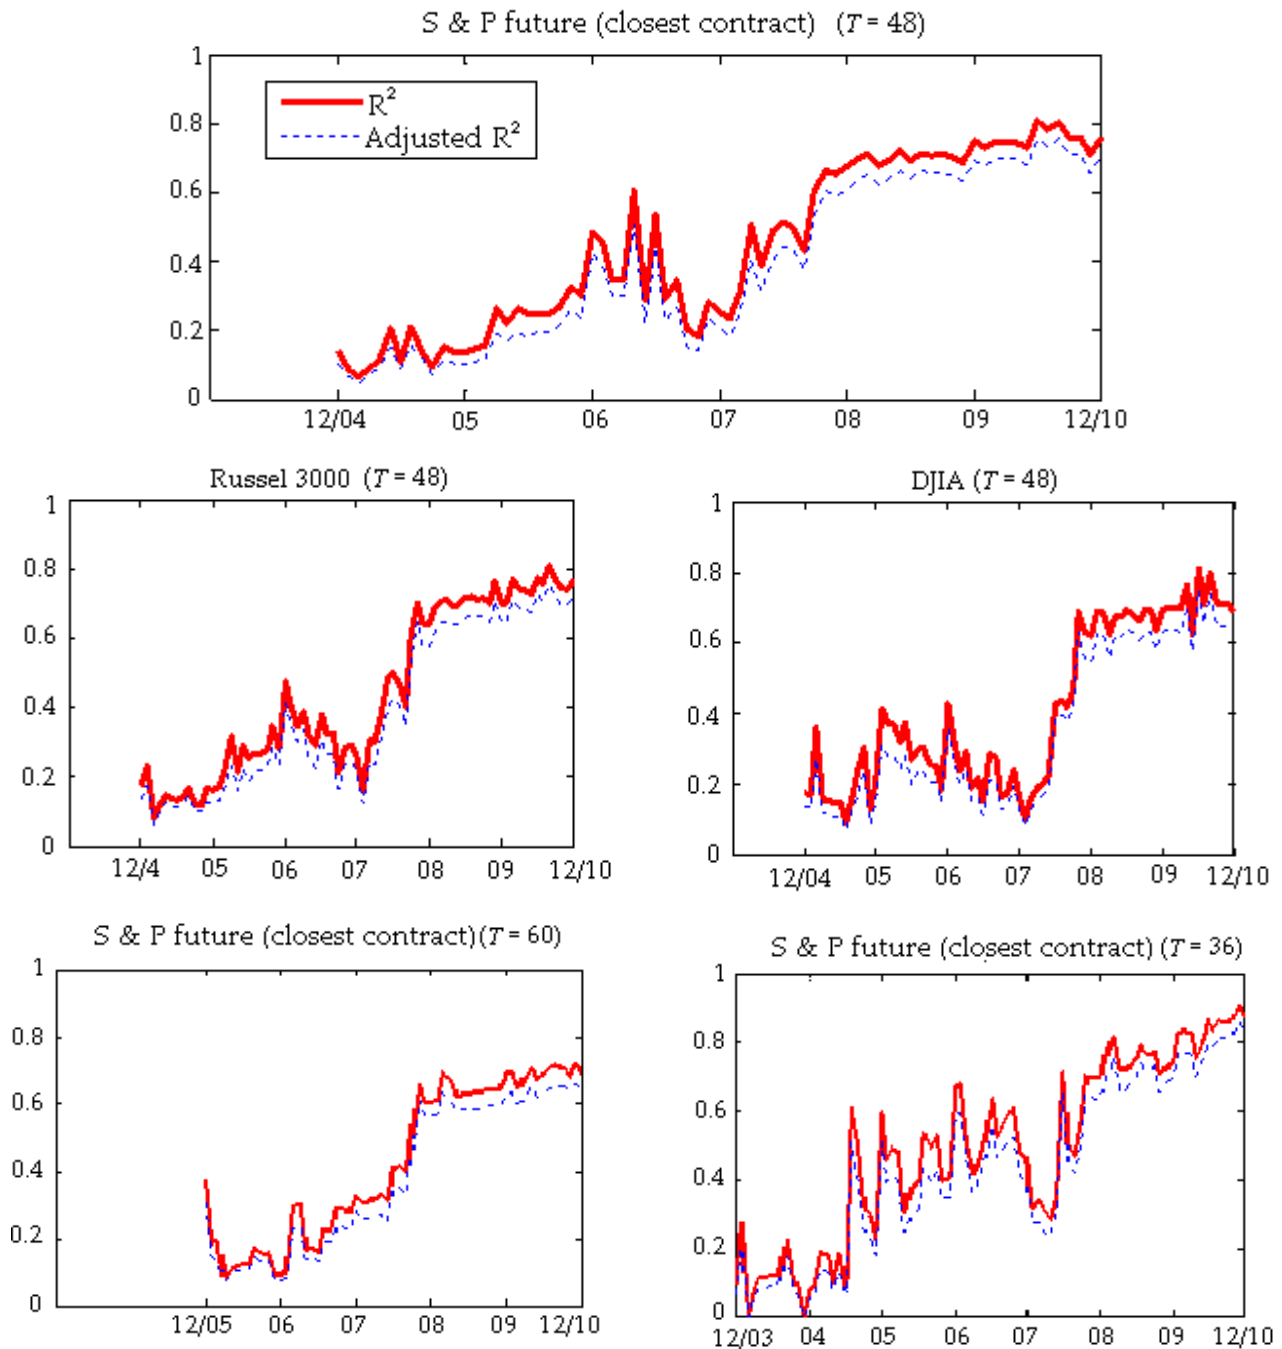 S & P future (closest contract) (T = 48)
1
0.8
0.6
0.4
0.2
0
R²
Adjusted R²
12/04 05 06 07 08 09 12/10
Russel 3000 (T = 48)
1
0.8
0.6
0.4
0.2
0
12/4 05 06 07 08 09 12/10
DJIA (T = 48)
1
0.8
0.6
0.4
0.2
0
12/04 05 06 07 08 09 12/10
S & P future (closest contract) (T = 60)
1
0.8
0.6
0.4
0.2
0
12/05 06 07 08 09 12/10
S & P future (closest contract) (T = 36)
1
0.8
0.6
0.4
0.2
0
12/03 04 05 06 07 08 09 12/10